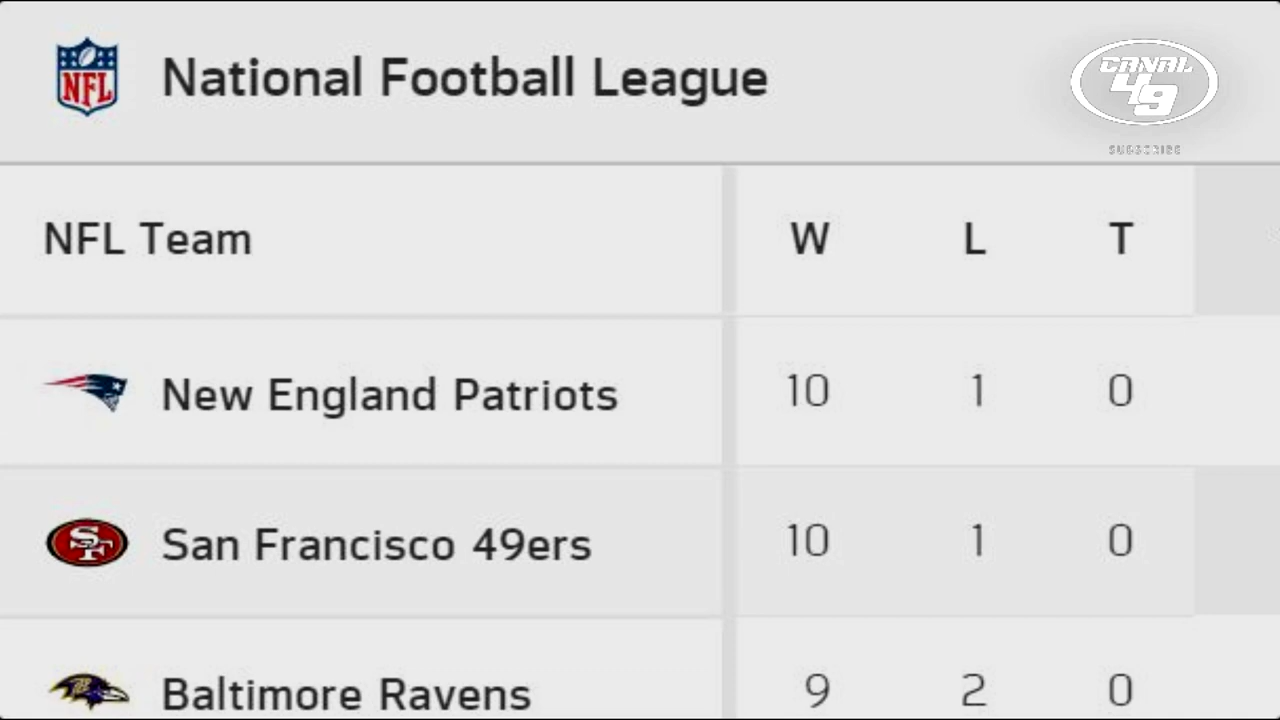 NFL
National Football League
CANAL
49
SUBSCRIBE
NFL Team W L T
New England Patriots 10 1 0
SF
San Francisco 49ers 10 1 0
Baltimore Ravens 9 2 0